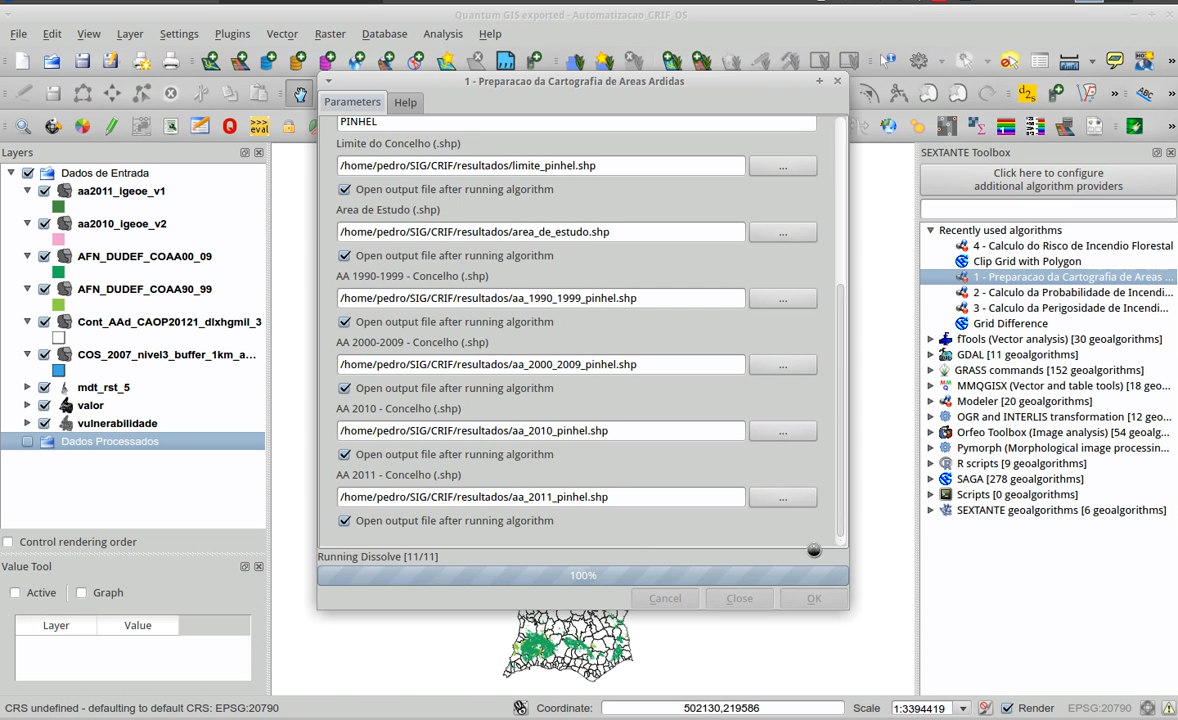 Quantum GIS exported - Automatizacao_CRIF_OS
File Edit View Layer Settings Plugins Vector Raster Database Analysis Help
1 - Preparacao da Cartografia de Areas Ardidas
Parameters Help
PINHEL
Limite do Concelho (.shp)
/home/pedro/SIG/CRIF/resultados/limite_pinhel.shp ...
Open output file after running algorithm
Area de Estudo (.shp)
/home/pedro/SIG/CRIF/resultados/area_de_estudo.shp ...
Open output file after running algorithm
AA 1990-1999 - Concelho (.shp)
/home/pedro/SIG/CRIF/resultados/aa_1990_1999_pinhel.shp ...
Open output file after running algorithm
AA 2000-2009 - Concelho (.shp)
/home/pedro/SIG/CRIF/resultados/aa_2000_2009_pinhel.shp ...
Open output file after running algorithm
AA 2010 - Concelho (.shp)
/home/pedro/SIG/CRIF/resultados/aa_2010_pinhel.shp ...
Open output file after running algorithm
AA 2011 - Concelho (.shp)
/home/pedro/SIG/CRIF/resultados/aa_2011_pinhel.shp ...
Open output file after running algorithm
Running Dissolve [11/11]
100%
Cancel Close OK
Layers
Dados de Entrada
aa2011_igeoe_v1
aa2010_igeoe_v2
AFN_DUDEF_COAA00_09
AFN_DUDEF_COAA90_99
Cont_AAd_CAOP20121_dlxhgmil_3
COS_2007_nivel3_buffer_1km_a...
mdt_rst_5
valor
vulnerabilidade
Dados Processados
Control rendering order
Value Tool
Active Graph
Layer Value
SEXTANTE Toolbox
Click here to configure
additional algorithm providers
Recently used algorithms
4 - Calculo do Risco de Incendio Florestal
Clip Grid with Polygon
1 - Preparacao da Cartografia de Areas ...
2 - Calculo da Probabilidade de Incendi...
3 - Calculo da Perigosidade de Incendi...
Grid Difference
fTools (Vector analysis) [30 geoalgorithms]
GDAL [11 geoalgorithms]
GRASS commands [152 geoalgorithms]
MMQGISX (Vector and table tools) [18 geo...
Modeler [20 geoalgorithms]
OGR and INTERLIS transformation [12 geo...
Orfeo Toolbox (Image analysis) [54 geoalg...
Pymorph (Morphological image processin...
R scripts [9 geoalgorithms]
SAGA [278 geoalgorithms]
Scripts [0 geoalgorithms]
SEXTANTE geoalgorithms [6 geoalgorithms]
CRS undefined - defaulting to default CRS: EPSG:20790 Coordinate: 502130,219586 Scale 1:3394419 Render EPSG:20790